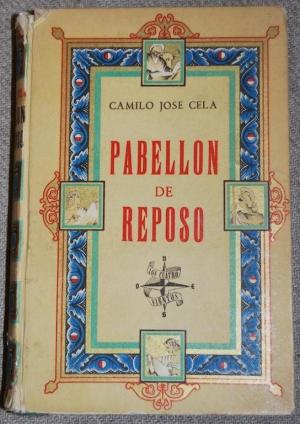 CAMILO JOSE CELA
PABELLON
DE
REPOSO
LOS CUATRO
VIENTOS